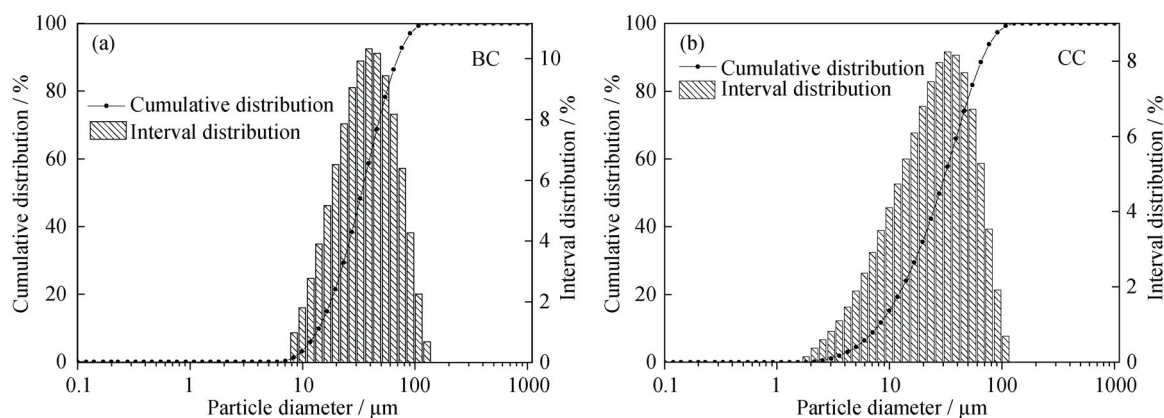 (a)
BC
Cumulative distribution
Interval distribution
Cumulative distribution / %
100
80
60
40
20
0
Interval distribution / %
10
8
6
4
2
0
0.1 1 10 100 1000
Particle diameter / µm
(b)
CC
Cumulative distribution
Interval distribution
Cumulative distribution / %
100
80
60
40
20
0
Interval distribution / %
8
6
4
2
0
0.1 1 10 100 1000
Particle diameter / µm